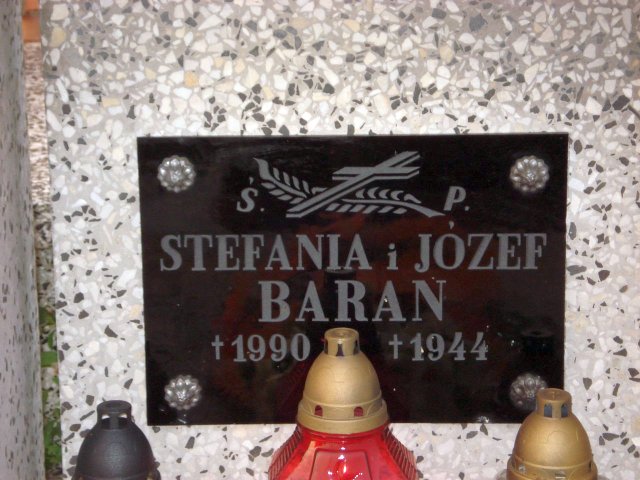 Ś. P.
STEFANIA i JÓZEF
BARAN
†1990 †1944